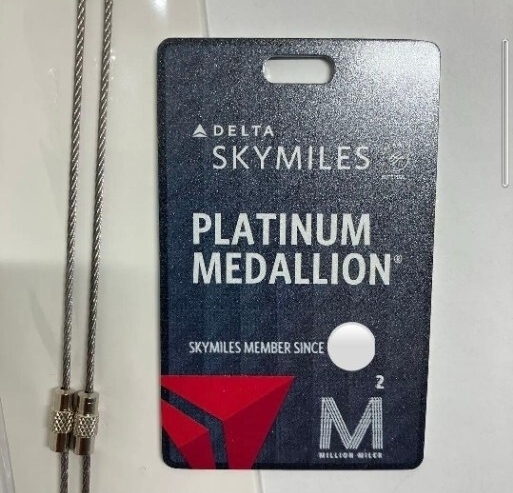 DELTA
SKYMILES
PLATINUM
MEDALLION®
SKYMILES MEMBER SINCE
2
M
MILLION MILER